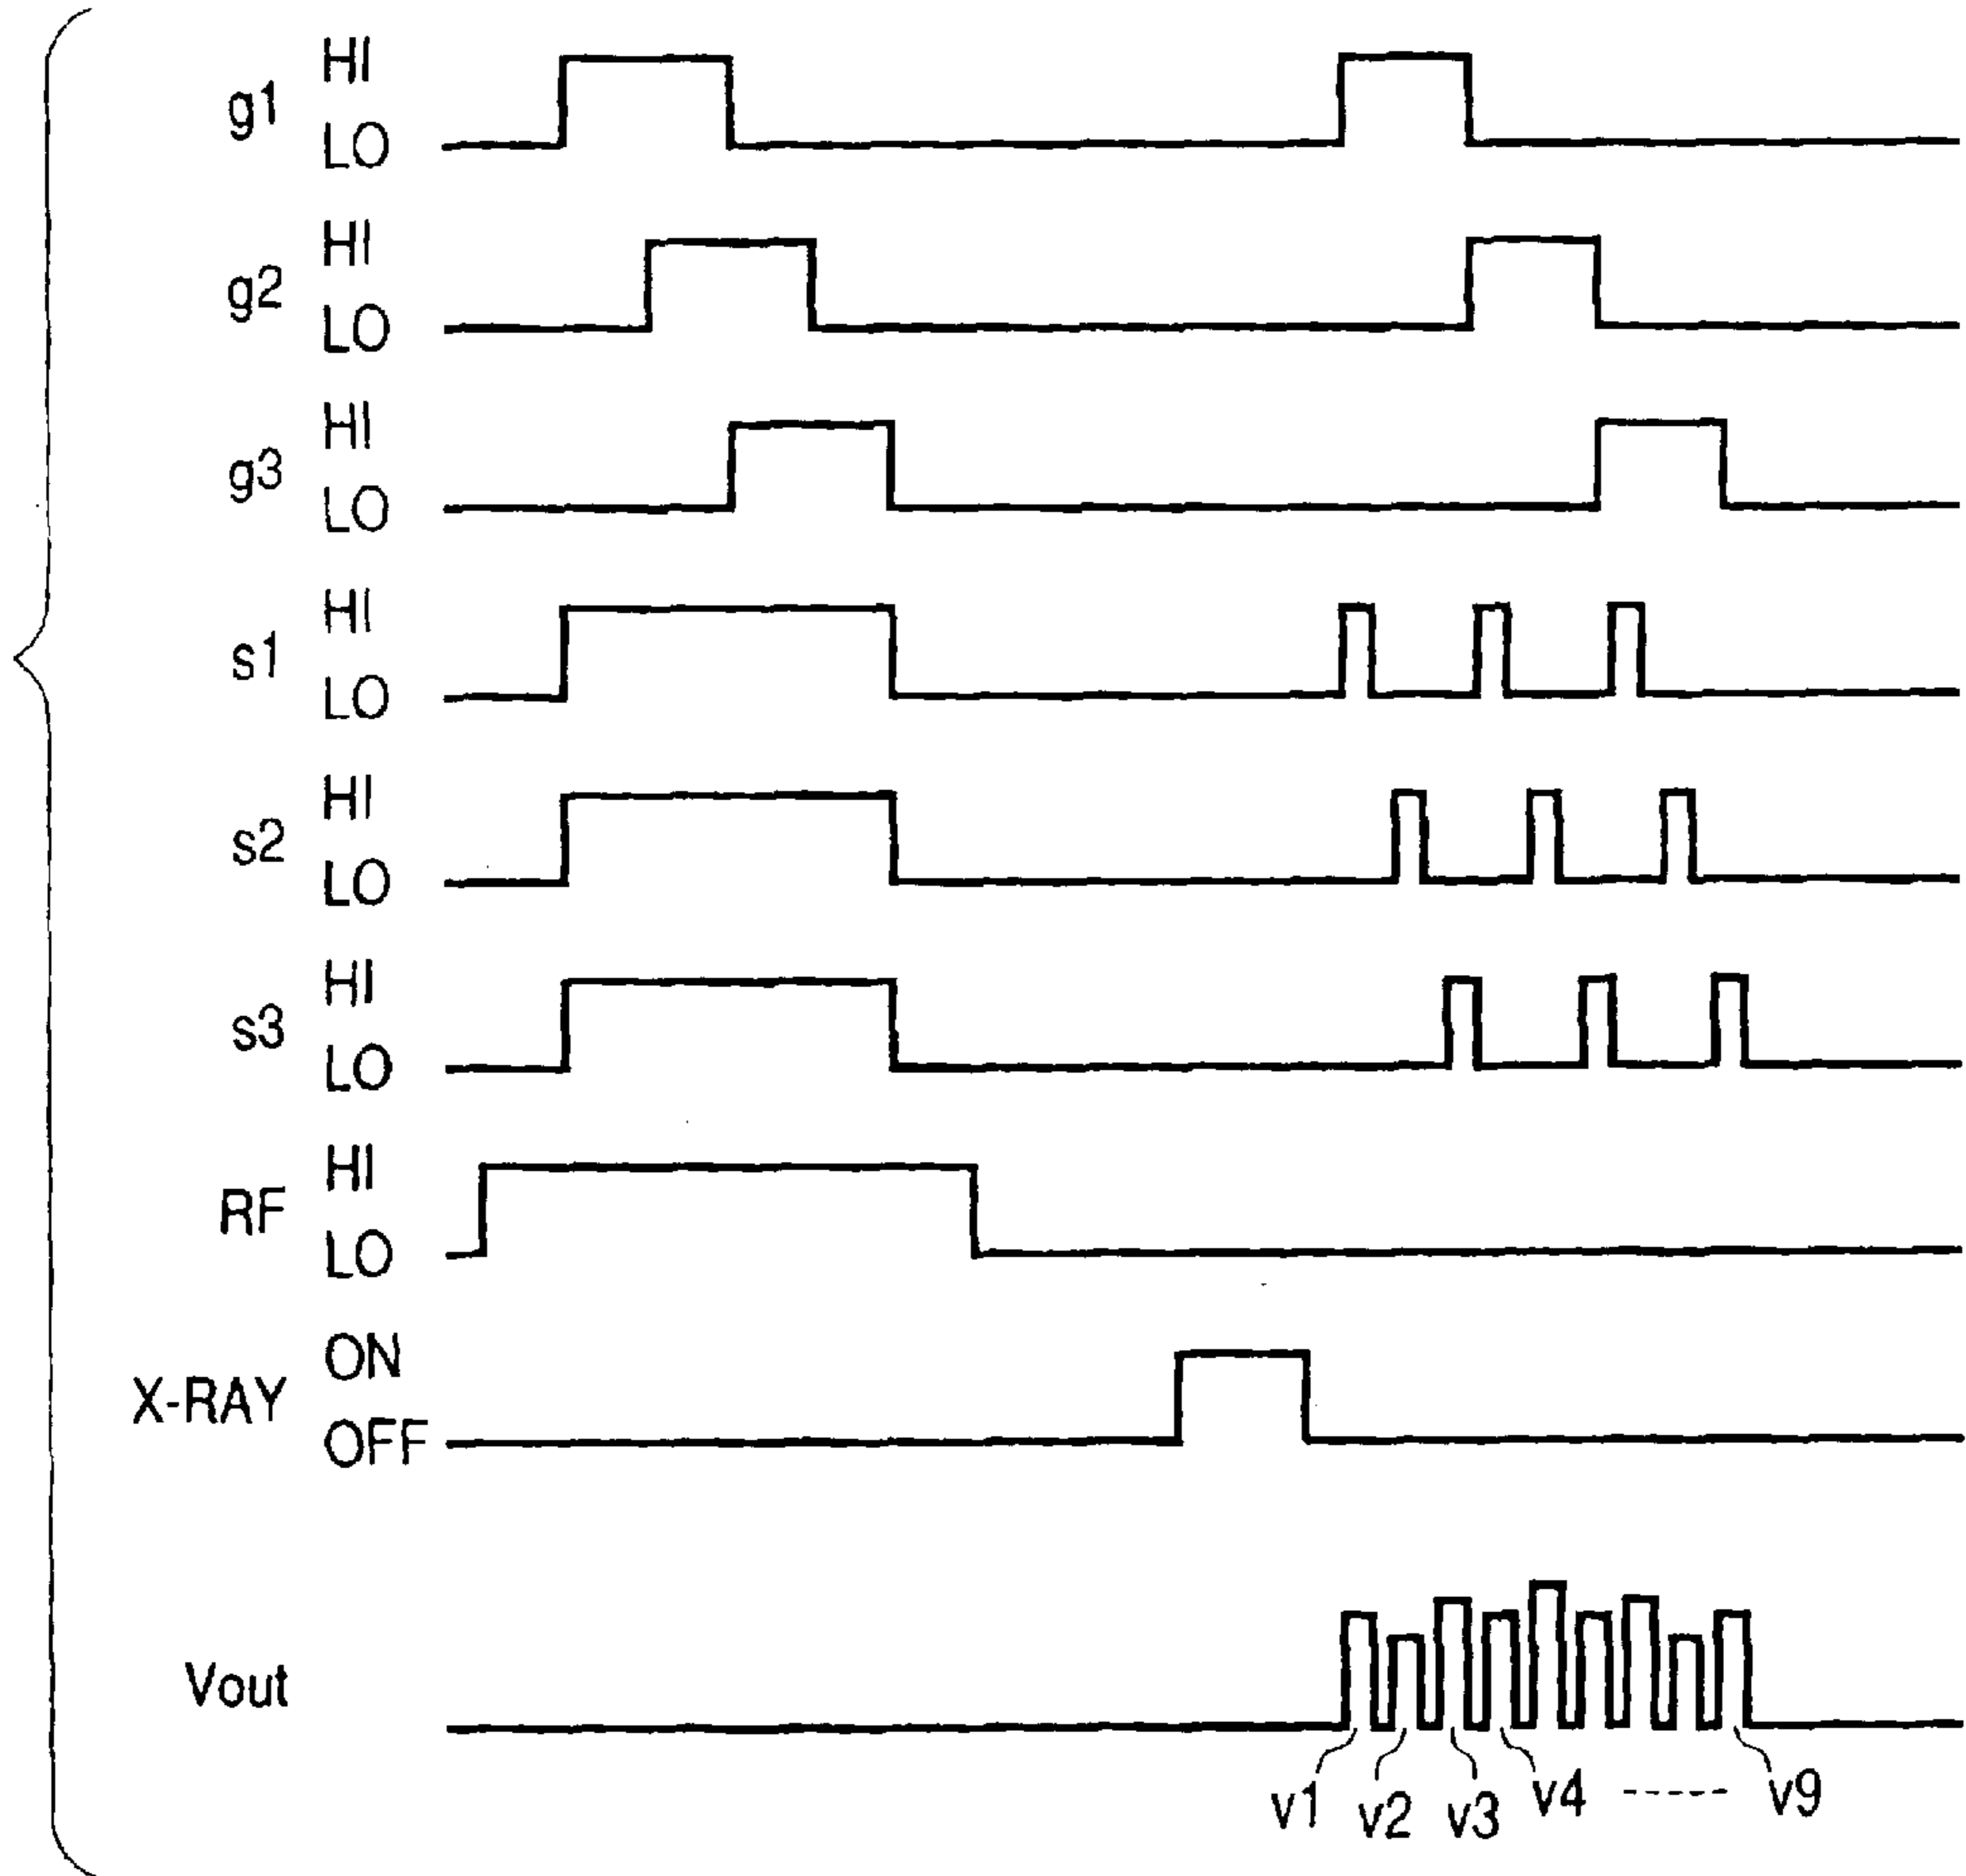 g1 HI
LO
g2 HI
LO
g3 HI
LO
s1 HI
LO
s2 HI
LO
s3 HI
LO
RF HI
LO
X-RAY ON
OFF
Vout
v1 v2 v3 v4 ----- v9